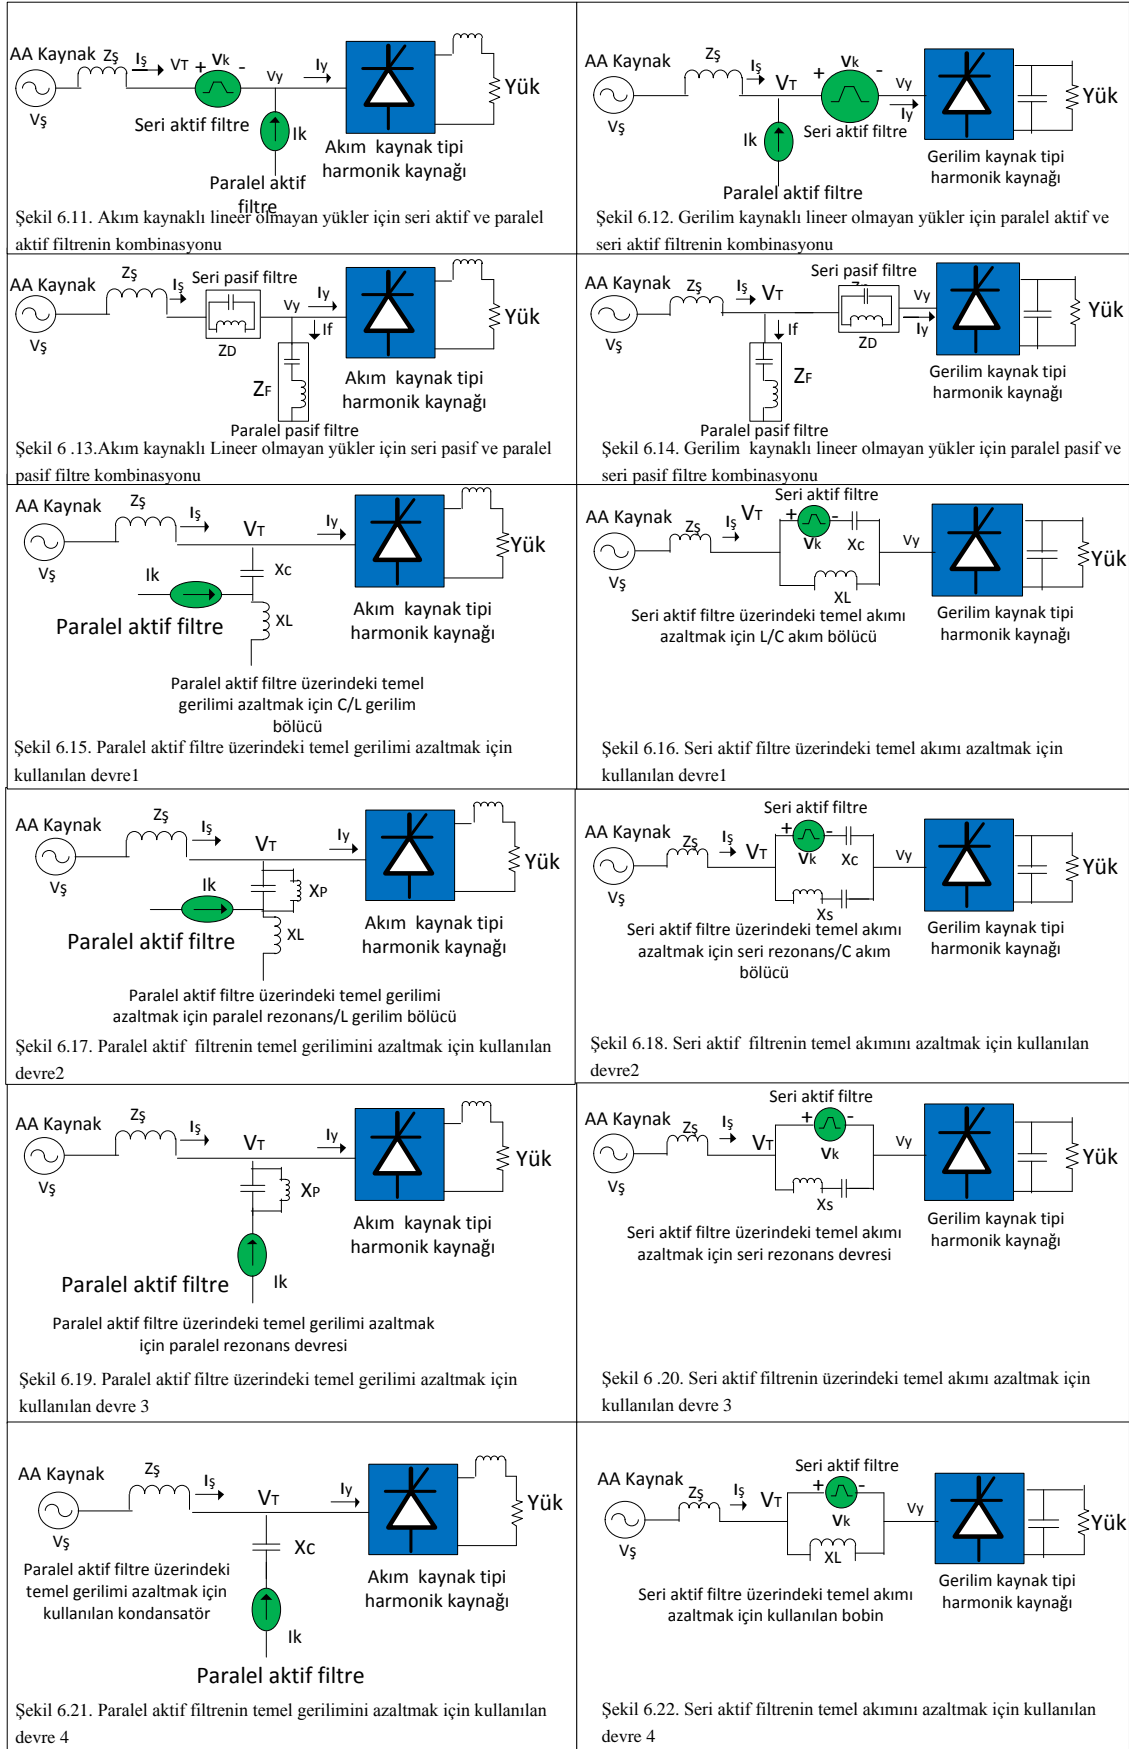 AA Kaynak
Zş
Iş
VT
+
Vk
-
Vy
Iy
Yük
Vş
Seri aktif filtre
Ik
Paralel aktif
filtre
Akım kaynak tipi
harmonik kaynağı
Şekil 6.11. Akım kaynaklı lineer olmayan yükler için seri aktif ve paralel
aktif filtrenin kombinasyonu
AA Kaynak
Zş
Iş
VT
+
Vk
-
Vy
Iy
Yük
Vş
Seri aktif filtre
Ik
Paralel aktif filtre
Gerilim kaynak tipi
harmonik kaynağı
Şekil 6.12. Gerilim kaynaklı lineer olmayan yükler için paralel aktif ve
seri aktif filtrenin kombinasyonu
AA Kaynak
Zş
Iş
Seri pasif filtre
Vy
Iy
Yük
Vş
ZD
If
ZF
Paralel pasif filtre
Akım kaynak tipi
harmonik kaynağı
Şekil 6 .13.Akım kaynaklı Lineer olmayan yükler için seri pasif ve paralel
pasif filtre kombinasyonu
AA Kaynak
Zş
Iş
VT
Seri pasif filtre
Vy
Iy
Yük
Vş
ZD
If
ZF
Paralel pasif filtre
Gerilim kaynak tipi
harmonik kaynağı
Şekil 6.14. Gerilim kaynaklı lineer olmayan yükler için paralel pasif ve
seri pasif filtre kombinasyonu
AA Kaynak
Zş
Iş
VT
Iy
Yük
Vş
Xc
Ik
Paralel aktif filtre
XL
Akım kaynak tipi
harmonik kaynağı
Paralel aktif filtre üzerindeki temel
gerilimi azaltmak için C/L gerilim
bölücü
Şekil 6.15. Paralel aktif filtre üzerindeki temel gerilimi azaltmak için
kullanılan devre1
Seri aktif filtre
AA Kaynak
Zş
Iş
VT
+
-
Vk
Xc
Vy
Yük
Vş
XL
Seri aktif filtre üzerindeki temel akımı
azaltmak için L/C akım bölücü
Gerilim kaynak tipi
harmonik kaynağı
Şekil 6.16. Seri aktif filtre üzerindeki temel akımı azaltmak için
kullanılan devre1
AA Kaynak
Zş
Iş
VT
Iy
Yük
Vş
Ik
XP
Paralel aktif filtre
XL
Akım kaynak tipi
harmonik kaynağı
Paralel aktif filtre üzerindeki temel gerilimi
azaltmak için paralel rezonans/L gerilim bölücü
Şekil 6.17. Paralel aktif filtrenin temel gerilimini azaltmak için kullanılan
devre2
Seri aktif filtre
AA Kaynak
Zş
Iş
VT
+
-
Vk
Xc
Vy
Yük
Vş
Xs
Seri aktif filtre üzerindeki temel akımı
azaltmak için seri rezonans/C akım
bölücü
Gerilim kaynak tipi
harmonik kaynağı
Şekil 6.18. Seri aktif filtrenin temel akımını azaltmak için kullanılan
devre2
AA Kaynak
Zş
Iş
VT
Iy
Yük
Vş
XP
Akım kaynak tipi
harmonik kaynağı
Paralel aktif filtre
Ik
Paralel aktif filtre üzerindeki temel gerilimi azaltmak
için paralel rezonans devresi
Şekil 6.19. Paralel aktif filtre üzerindeki temel gerilimi azaltmak için
kullanılan devre 3
Seri aktif filtre
AA Kaynak
Zş
Iş
VT
+
-
Vk
Vy
Yük
Vş
Xs
Seri aktif filtre üzerindeki temel akımı
azaltmak için seri rezonans devresi
Gerilim kaynak tipi
harmonik kaynağı
Şekil 6 .20. Seri aktif filtrenin üzerindeki temel akımı azaltmak için
kullanılan devre 3
AA Kaynak
Zş
Iş
VT
Iy
Yük
Xc
Paralel aktif filtre üzerindeki
temel gerilimi azaltmak için
kullanılan kondansatör
Akım kaynak tipi
harmonik kaynağı
Ik
Paralel aktif filtre
Şekil 6.21. Paralel aktif filtrenin temel gerilimini azaltmak için kullanılan
devre 4
Seri aktif filtre
AA Kaynak
Zş
Iş
VT
+
-
Vk
Vy
Yük
Vş
XL
Seri aktif filtre üzerindeki temel akımı
azaltmak için kullanılan bobin
Gerilim kaynak tipi
harmonik kaynağı
Şekil 6.22. Seri aktif filtrenin temel akımını azaltmak için kullanılan
devre 4